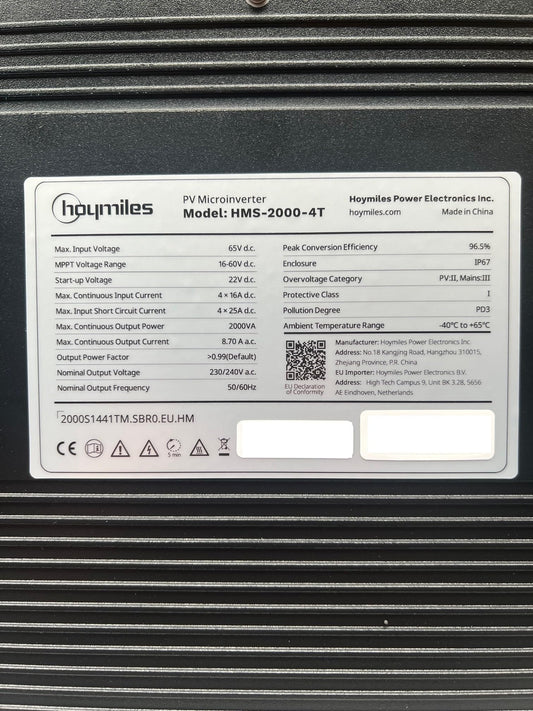 hoymiles
PV Microinverter
Model: HMS-2000-4T
Hoymiles Power Electronics Inc.
hoymiles.com Made in China
Max. Input Voltage 65V d.c.
MPPT Voltage Range 16-60V d.c.
Start-up Voltage 22V d.c.
Max. Continuous Input Current 4 × 16A d.c.
Max. Input Short Circuit Current 4 × 25A d.c.
Max. Continuous Output Power 2000VA
Max. Continuous Output Current 8.70 A a.c.
Output Power Factor >0.99(Default)
Nominal Output Voltage 230/240V a.c.
Nominal Output Frequency 50/60Hz
Peak Conversion Efficiency 96.5%
Enclosure IP67
Overvoltage Category PV:II, Mains:III
Protective Class I
Pollution Degree PD3
Ambient Temperature Range -40°C to +65°C
EU Declaration
of Conformity
Manufacturer: Hoymiles Power Electronics Inc.
Address: No.18 Kangjing Road, Hangzhou 310015,
Zhejiang Province, P.R. China
EU Importer: Hoymiles Power Electronics B.V.
Address: High Tech Campus 9, Unit BK 3.28, 5656
AE Eindhoven, Netherlands
2000S1441TM.SBR0.EU.HM
CE
5 min